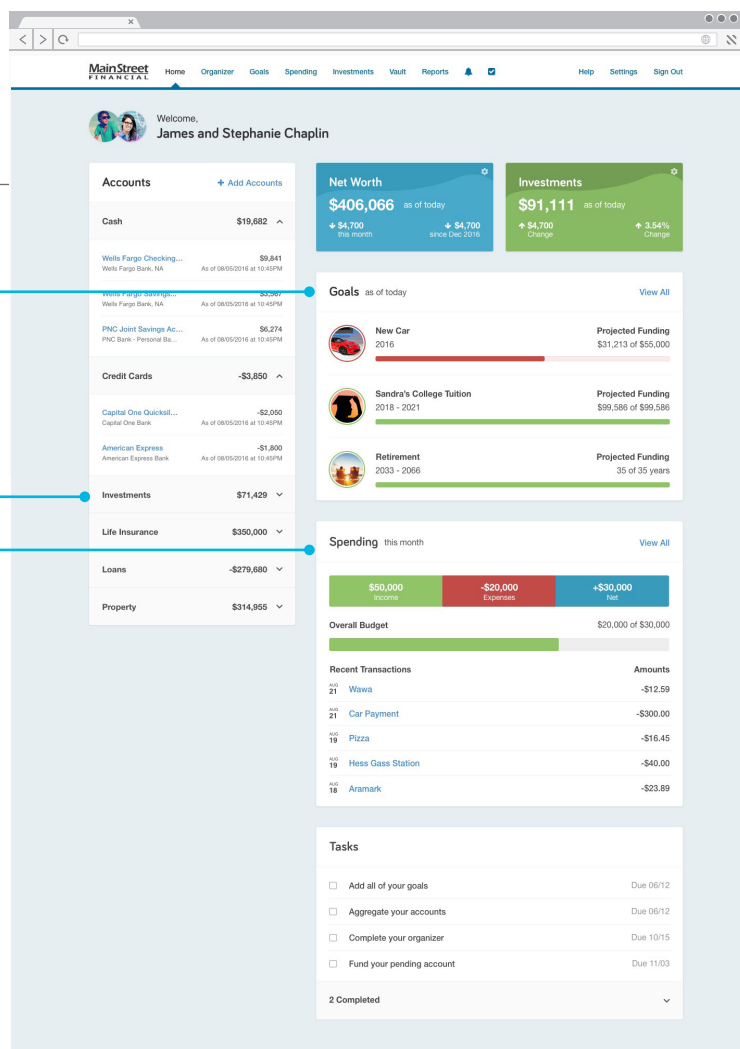 MainStreet
FINANCIAL
Home Organizer Goals Spending Investments Vault Reports Help Settings Sign Out
Welcome,
James and Stephanie Chaplin
Accounts + Add Accounts
Cash $19,682
Wells Fargo Checking... $9,841
Wells Fargo Bank, NA As of 08/05/2016 at 10:45PM
Wells Fargo Savings... $3,567
Wells Fargo Bank, NA As of 08/05/2016 at 10:45PM
PNC Joint Savings Ac... $6,274
PNC Bank - Personal Ba... As of 08/05/2016 at 10:45PM
Credit Cards -$3,850
Capital One Quicksil... -$2,050
Capital One Bank As of 08/05/2016 at 10:45PM
American Express -$1,800
American Express Bank As of 08/05/2016 at 10:45PM
Investments $71,429
Life Insurance $350,000
Loans -$279,680
Property $314,955
Net Worth
$406,066 as of today
$4,700 $4,700
this month since Dec 2016
Investments
$91,111 as of today
$4,700 3.54%
Change Change
Goals as of today View All
New Car Projected Funding
2016 $31,213 of $55,000
Sandra's College Tuition Projected Funding
2018 - 2021 $99,586 of $99,586
Retirement Projected Funding
2033 - 2066 35 of 35 years
Spending this month View All
$50,000 -$20,000 +$30,000
Income Expenses Net
Overall Budget $20,000 of $30,000
Recent Transactions Amounts
AUG 21 Wawa -$12.59
AUG 21 Car Payment -$300.00
AUG 19 Pizza -$16.45
AUG 19 Hess Gass Station -$40.00
AUG 18 Aramark -$23.89
Tasks
Add all of your goals Due 06/12
Aggregate your accounts Due 06/12
Complete your organizer Due 10/15
Fund your pending account Due 11/03
2 Completed